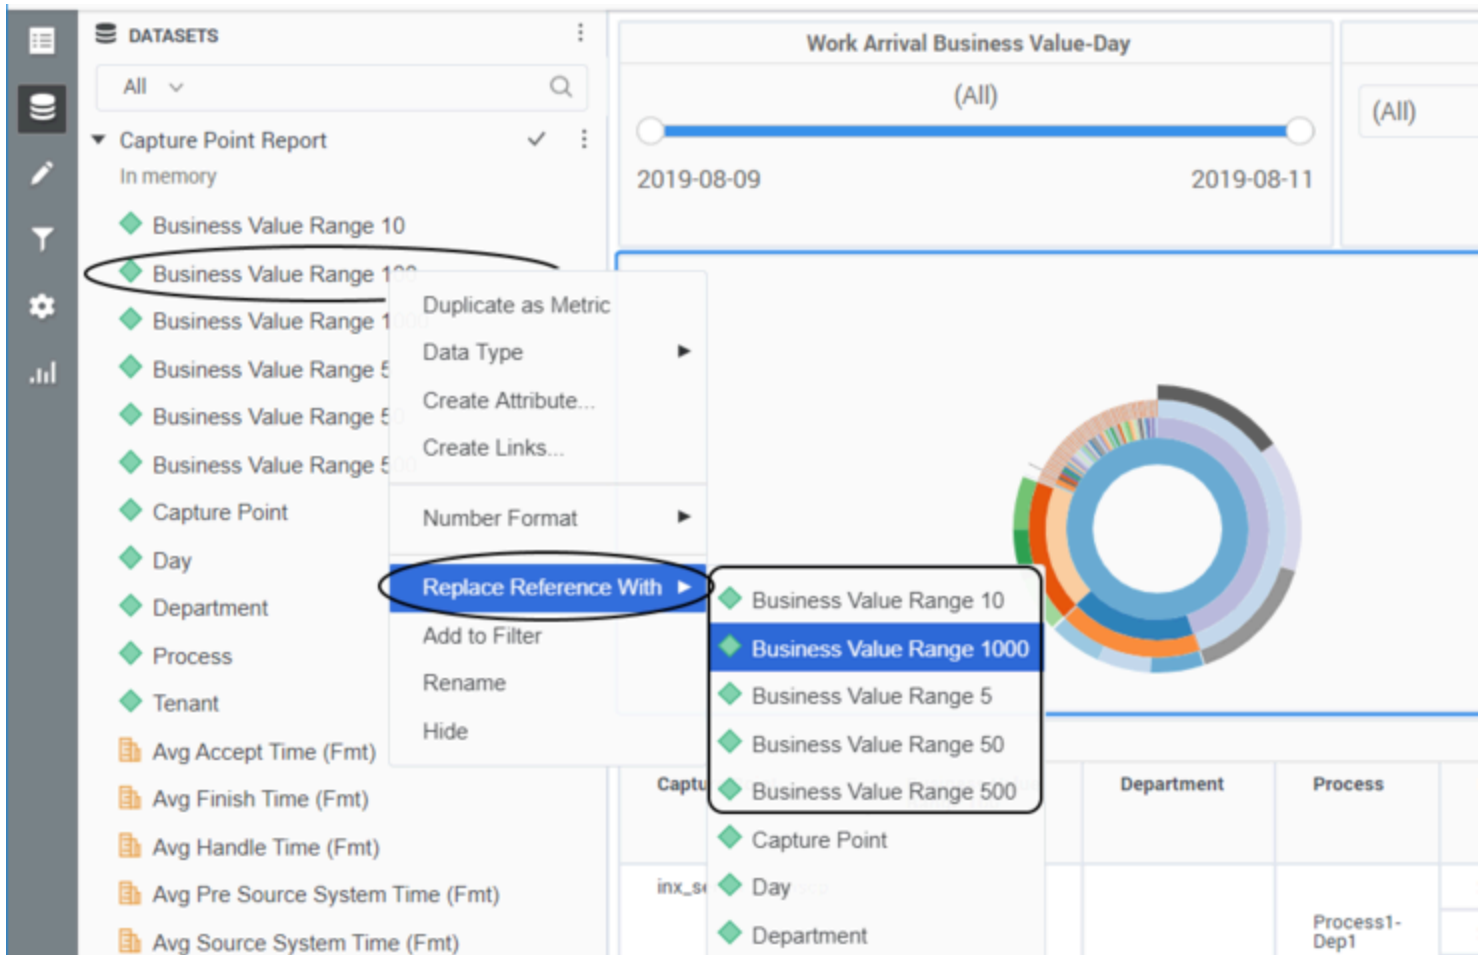 DATASETS
All
Capture Point Report
In memory
Business Value Range 10
Business Value Range 100
Business Value Range 1000
Business Value Range 5
Business Value Range 50
Business Value Range 500
Capture Point
Day
Department
Process
Tenant
Avg Accept Time (Fmt)
Avg Finish Time (Fmt)
Avg Handle Time (Fmt)
Avg Pre Source System Time (Fmt)
Avg Source System Time (Fmt)
Duplicate as Metric
Data Type
Create Attribute...
Create Links...
Number Format
Replace Reference With
Add to Filter
Rename
Hide
Business Value Range 10
Business Value Range 1000
Business Value Range 5
Business Value Range 50
Business Value Range 500
Capture Point
Day
Department
Work Arrival Business Value-Day
(All)
2019-08-09 2019-08-11
(All)
Department Process
Process1-
Dep1